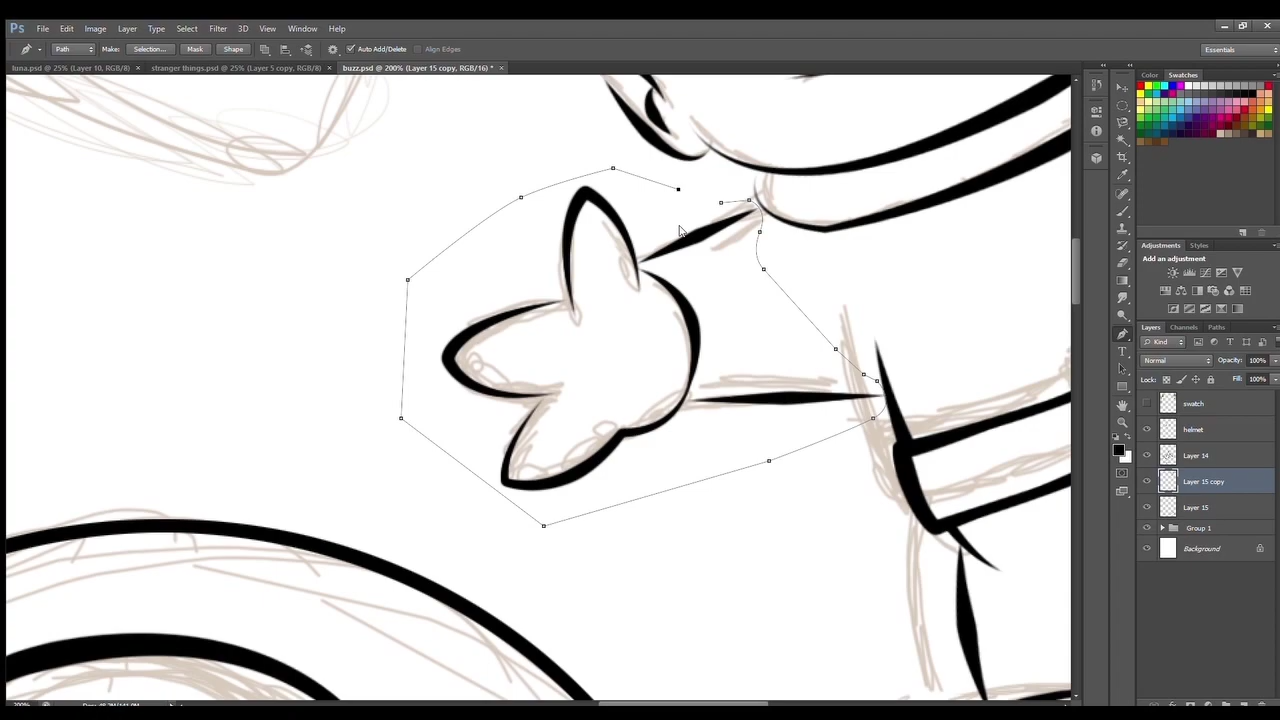 Ps File Edit Image Layer Type Select Filter 3D View Window Help
Path Make: Selection... Mask Shape Auto Add/Delete Align Edges Essentials
luna.psd @ 25% (Layer 10, RGB/8) × stranger things.psd @ 25% (Layer 5 copy, RGB/8) × buzz.psd @ 200% (Layer 15 copy, RGB/16) * ×
Color Swatches
Adjustments Styles
Add an adjustment
Layers Channels Paths
Kind
Normal Opacity: 100%
Lock: Fill: 100%
swatch
helmet
Layer 14
Layer 15 copy
Layer 15
Group 1
Background